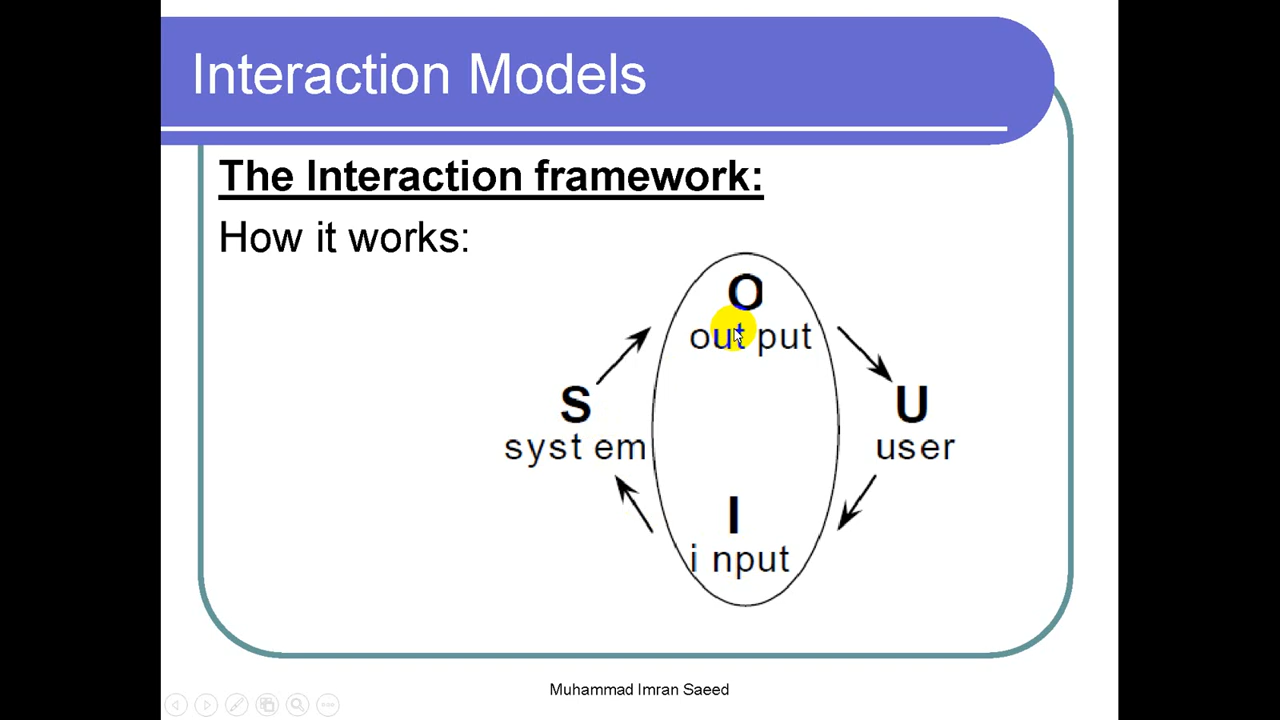 Interaction Models
The Interaction framework:
How it works:
O
out put
S
syst em
U
user
I
i nput
Muhammad Imran Saeed